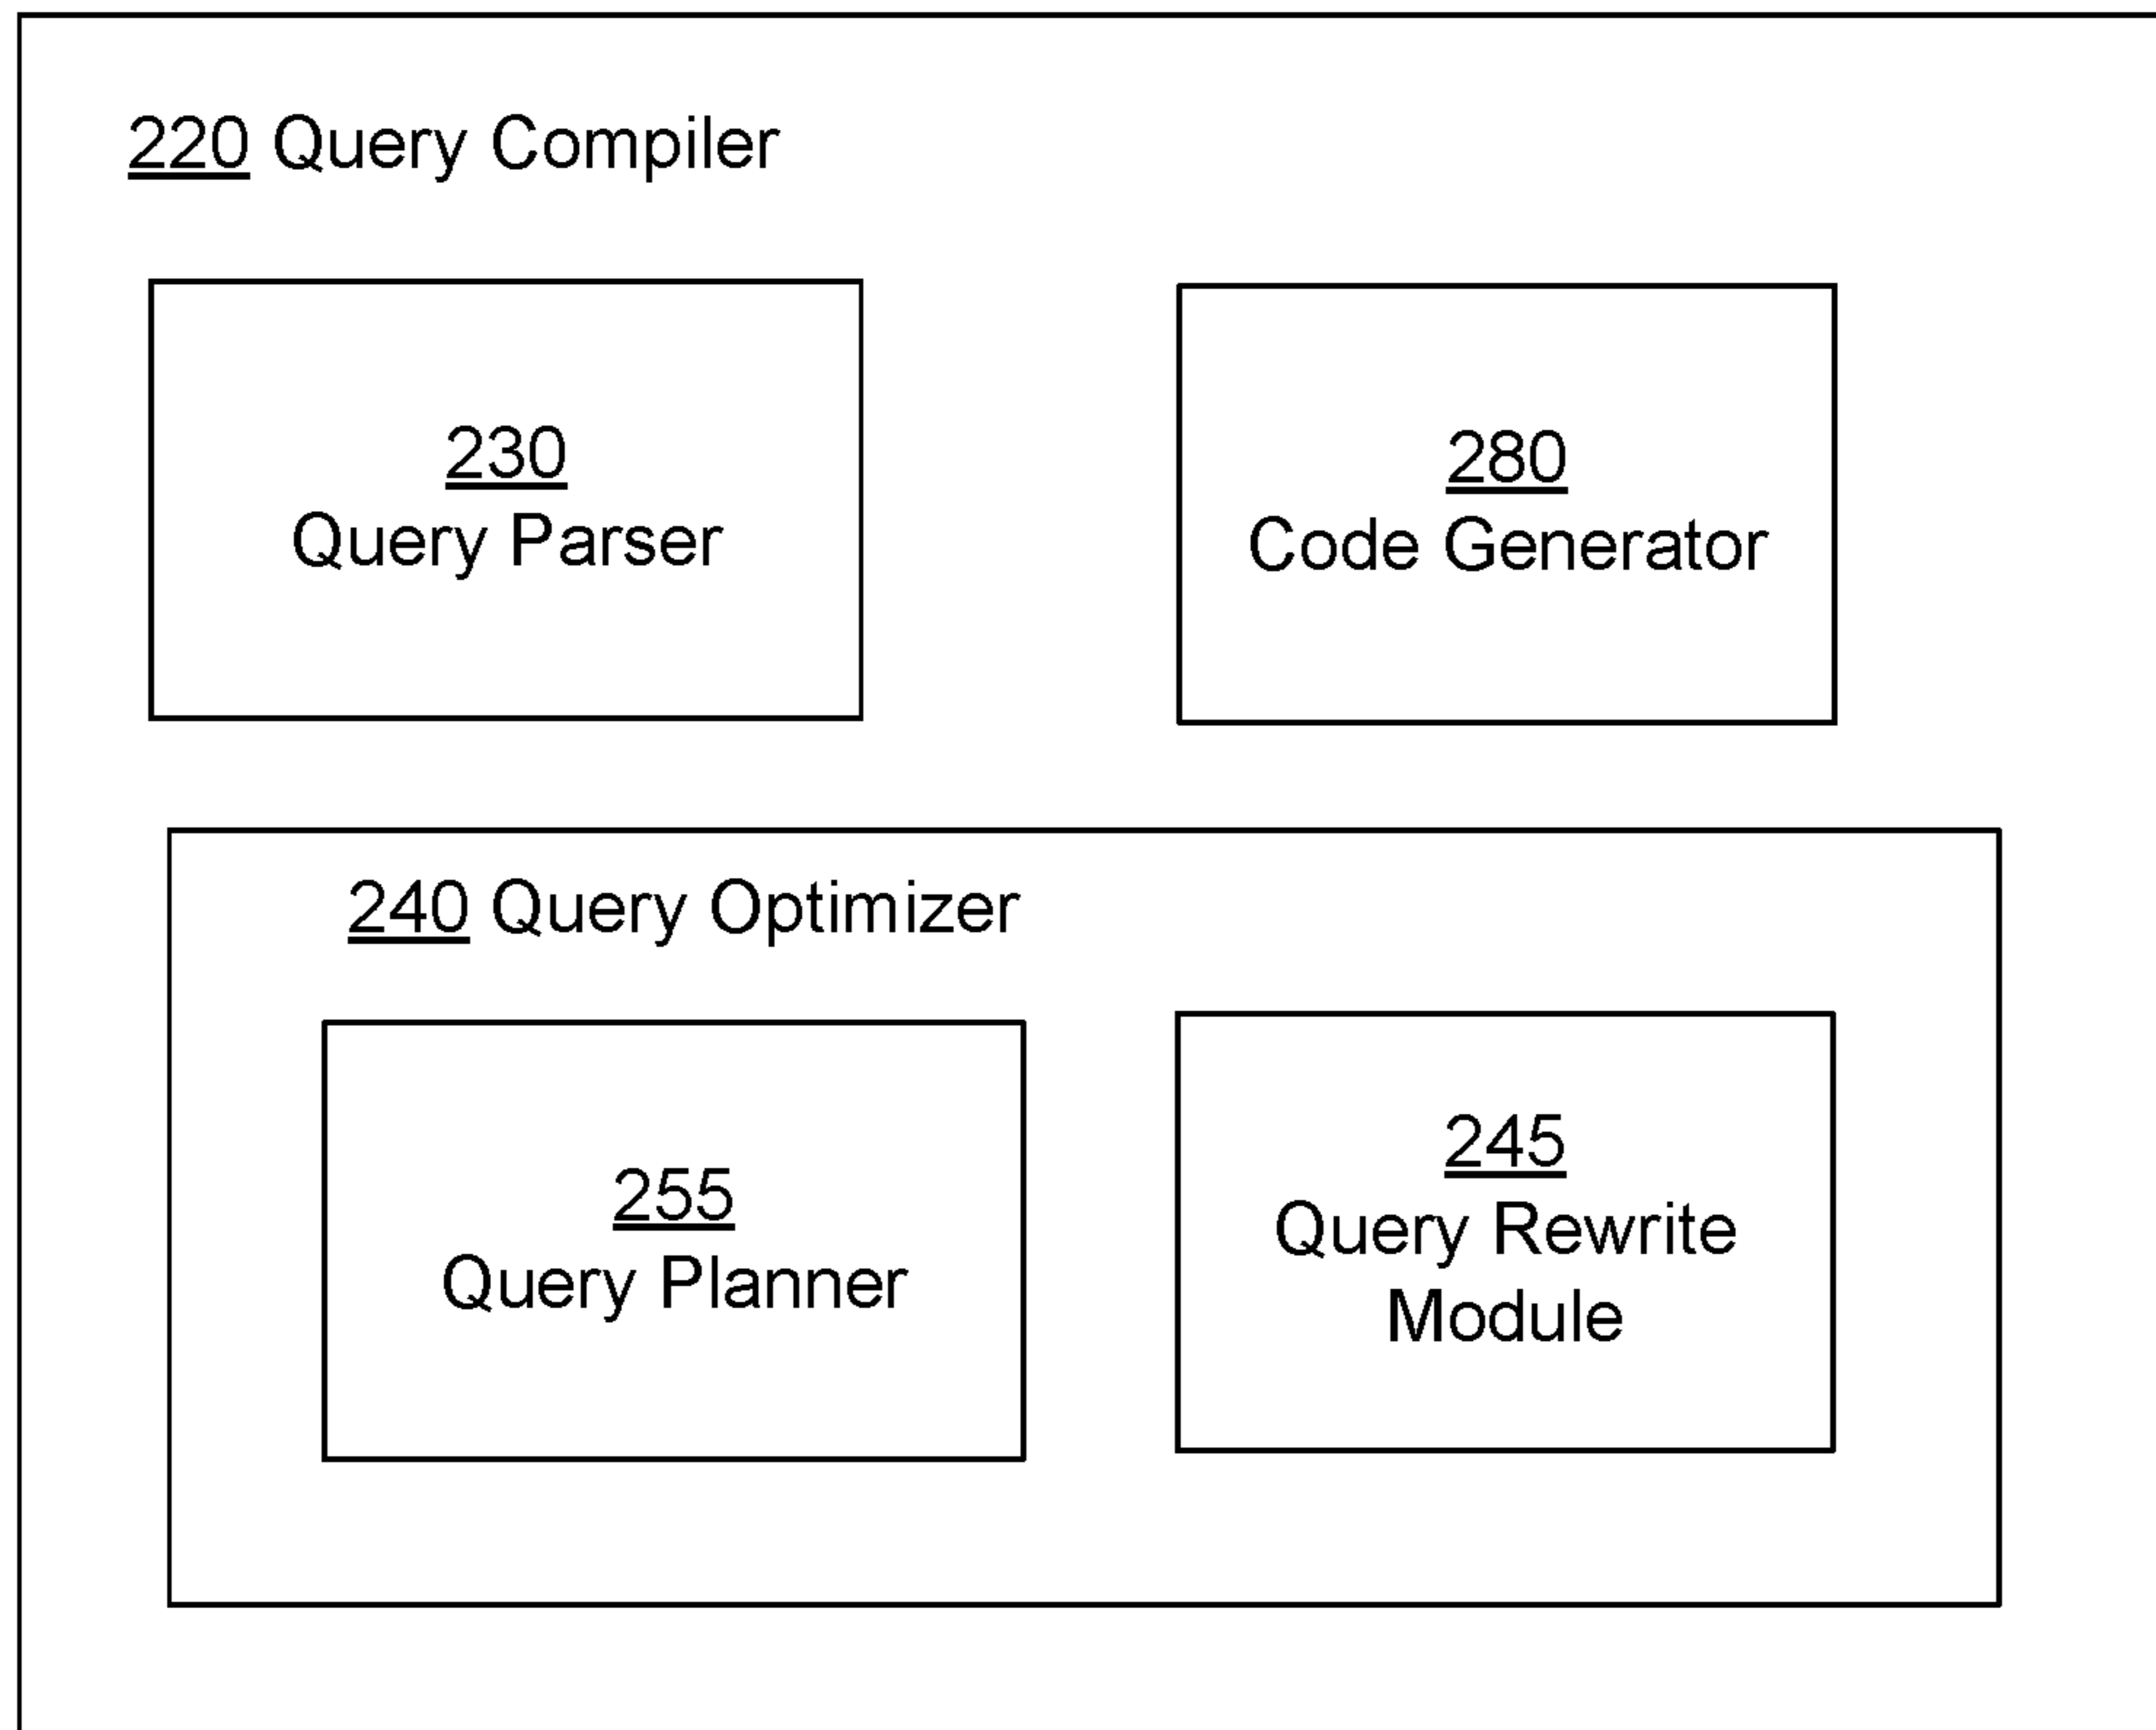 220 Query Compiler
230
Query Parser
280
Code Generator
240 Query Optimizer
255
Query Planner
245
Query Rewrite
Module